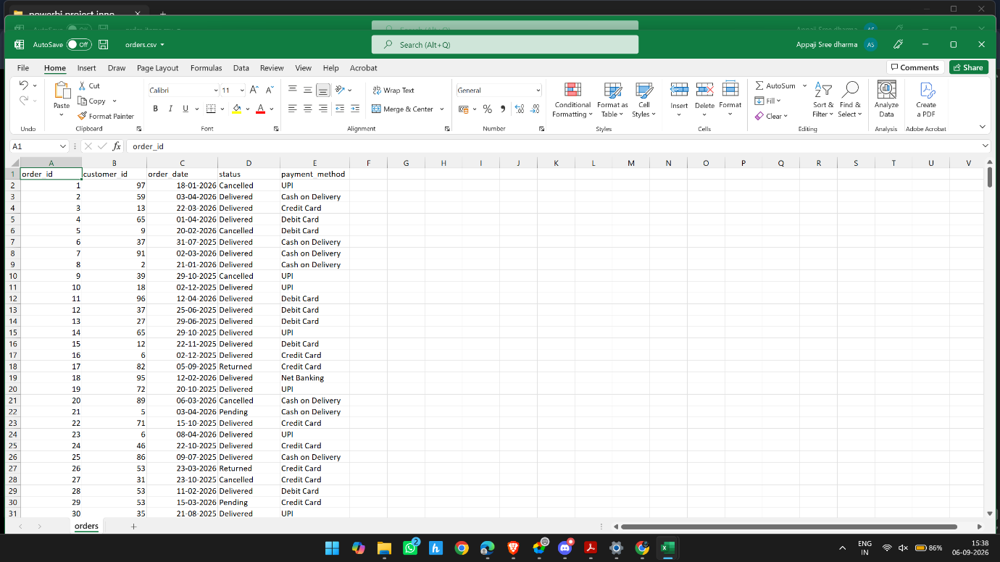 powerbi project inno
AutoSave Off orders.csv Search (Alt+Q) Appaji Sree dharma AS
File Home Insert Draw Page Layout Formulas Data Review View Help Acrobat Comments Share
Paste Cut Copy Format Painter Calibri 11 B I U Wrap Text Merge & Center General % Conditional Formatting Format as Table Cell Styles Insert Delete Format AutoSum Fill Clear Sort & Filter Find & Select Analyze Data Create a PDF
Undo Clipboard Font Alignment Number Styles Cells Editing Analysis Adobe Acrobat
A1 fx order_id
A B C D E F G H I J K L M N O P Q R S T U V
1 order_id customer_id order_date status payment_method
2 1 97 18-01-2026 Cancelled UPI
3 2 59 03-04-2026 Delivered Cash on Delivery
4 3 13 22-03-2026 Delivered Credit Card
5 4 65 01-04-2026 Delivered Debit Card
6 5 9 20-02-2026 Cancelled Debit Card
7 6 37 31-07-2025 Delivered Cash on Delivery
8 7 91 02-03-2026 Delivered Cash on Delivery
9 8 2 21-01-2026 Delivered Cash on Delivery
10 9 39 29-10-2025 Cancelled UPI
11 10 18 02-12-2025 Delivered UPI
12 11 96 12-04-2026 Delivered Debit Card
13 12 37 25-06-2025 Delivered Debit Card
14 13 27 29-06-2025 Delivered Debit Card
15 14 65 29-10-2025 Delivered UPI
16 15 12 22-11-2025 Delivered Debit Card
17 16 6 02-12-2025 Delivered Credit Card
18 17 82 05-09-2025 Returned Credit Card
19 18 95 12-02-2026 Delivered Net Banking
20 19 72 20-10-2025 Delivered UPI
21 20 89 06-03-2026 Cancelled Cash on Delivery
22 21 5 03-04-2026 Pending Cash on Delivery
23 22 71 15-10-2025 Delivered Credit Card
24 23 6 08-04-2026 Delivered UPI
25 24 46 22-10-2025 Delivered Credit Card
26 25 86 09-07-2025 Delivered Cash on Delivery
27 26 53 23-03-2026 Returned Credit Card
28 27 31 23-10-2025 Cancelled Credit Card
29 28 53 11-02-2026 Delivered Debit Card
30 29 53 15-03-2026 Pending Credit Card
31 30 35 21-08-2025 Delivered UPI
orders
2 ENG IN 86% 15:38 06-09-2026